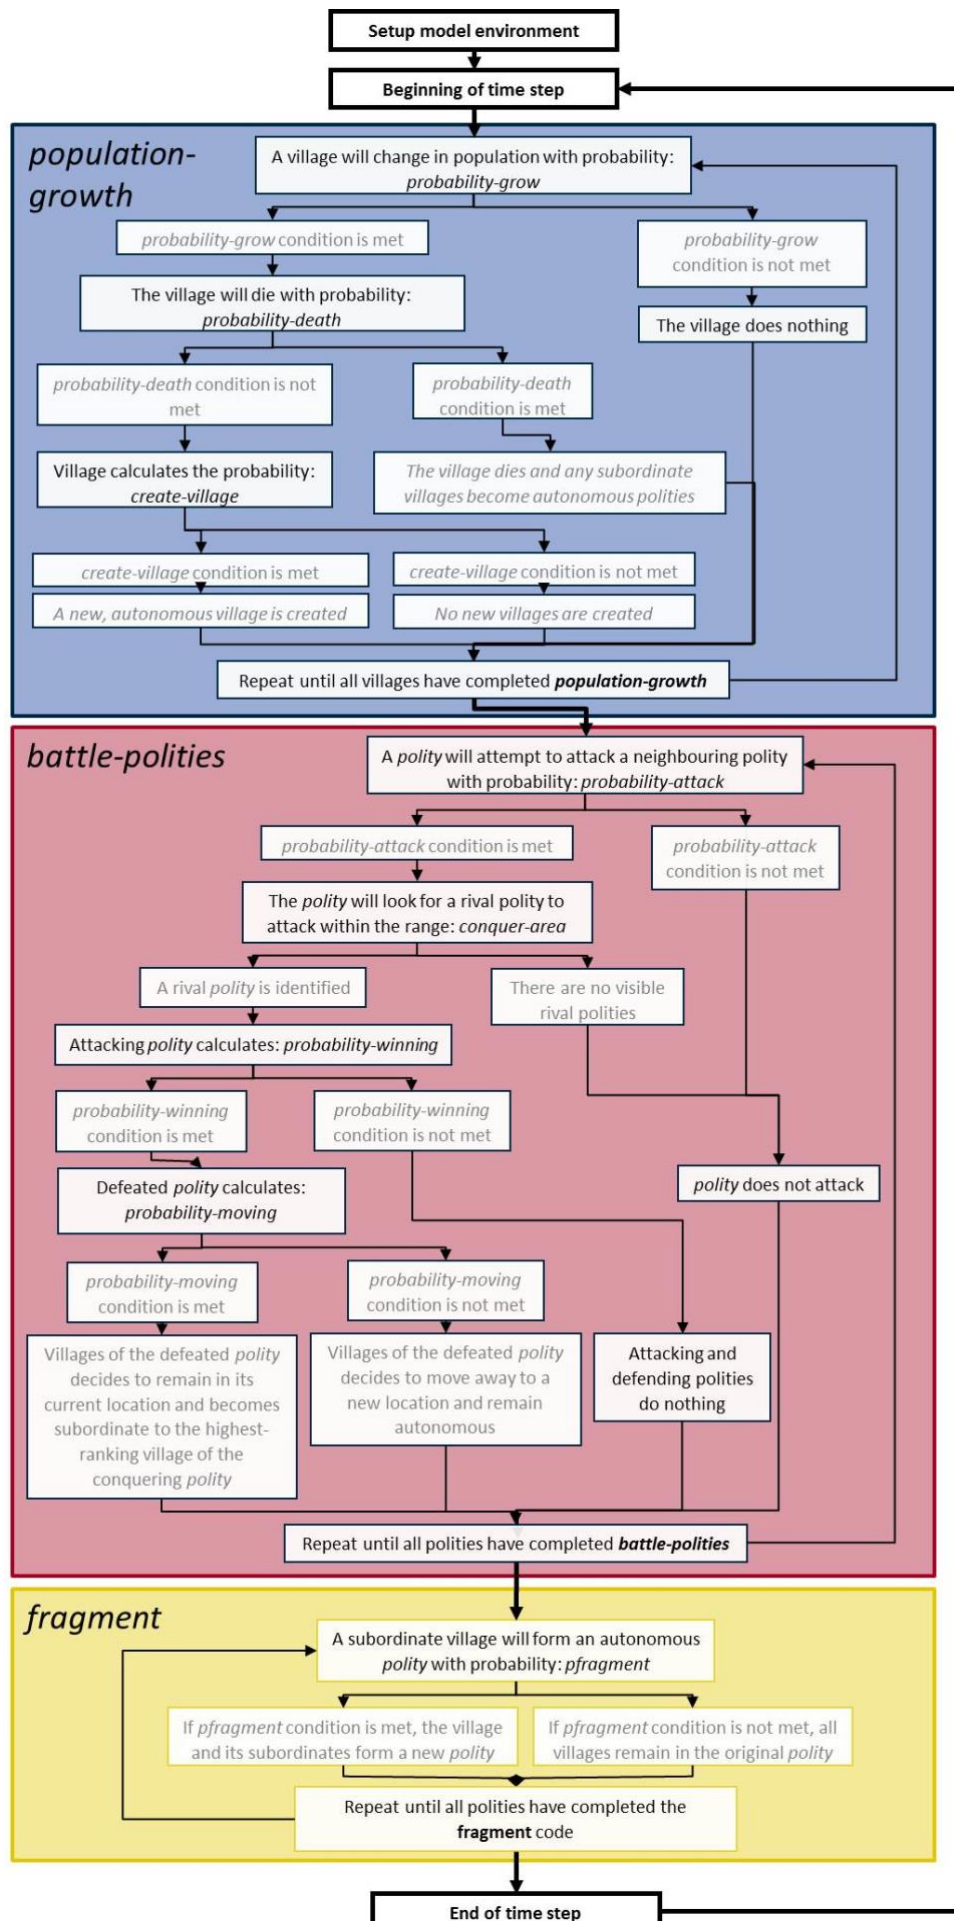 Setup model environment
Beginning of time step
population-
growth
A village will change in population with probability:
probability-grow
probability-grow condition is met
probability-grow
condition is not met
The village will die with probability:
probability-death
The village does nothing
probability-death condition is not
met
probability-death
condition is met
Village calculates the probability:
create-village
The village dies and any subordinate
villages become autonomous polities
create-village condition is met
create-village condition is not met
A new, autonomous village is created
No new villages are created
Repeat until all villages have completed population-growth
battle-polities
A polity will attempt to attack a neighbouring polity
with probability: probability-attack
probability-attack condition is met
probability-attack
condition is not met
The polity will look for a rival polity to
attack within the range: conquer-area
A rival polity is identified
There are no visible
rival polities
Attacking polity calculates: probability-winning
probability-winning
condition is met
probability-winning
condition is not met
Defeated polity calculates:
probability-moving
polity does not attack
probability-moving
condition is met
probability-moving
condition is not met
Villages of the defeated polity
decides to remain in its
current location and becomes
subordinate to the highest-
ranking village of the
conquering polity
Villages of the defeated polity
decides to move away to a
new location and remain
autonomous
Attacking and
defending polities
do nothing
Repeat until all polities have completed battle-polities
fragment
A subordinate village will form an autonomous
polity with probability: pfragment
If pfragment condition is met, the village
and its subordinates form a new polity
If pfragment condition is not met, all
villages remain in the original polity
Repeat until all polities have completed the
fragment code
End of time step